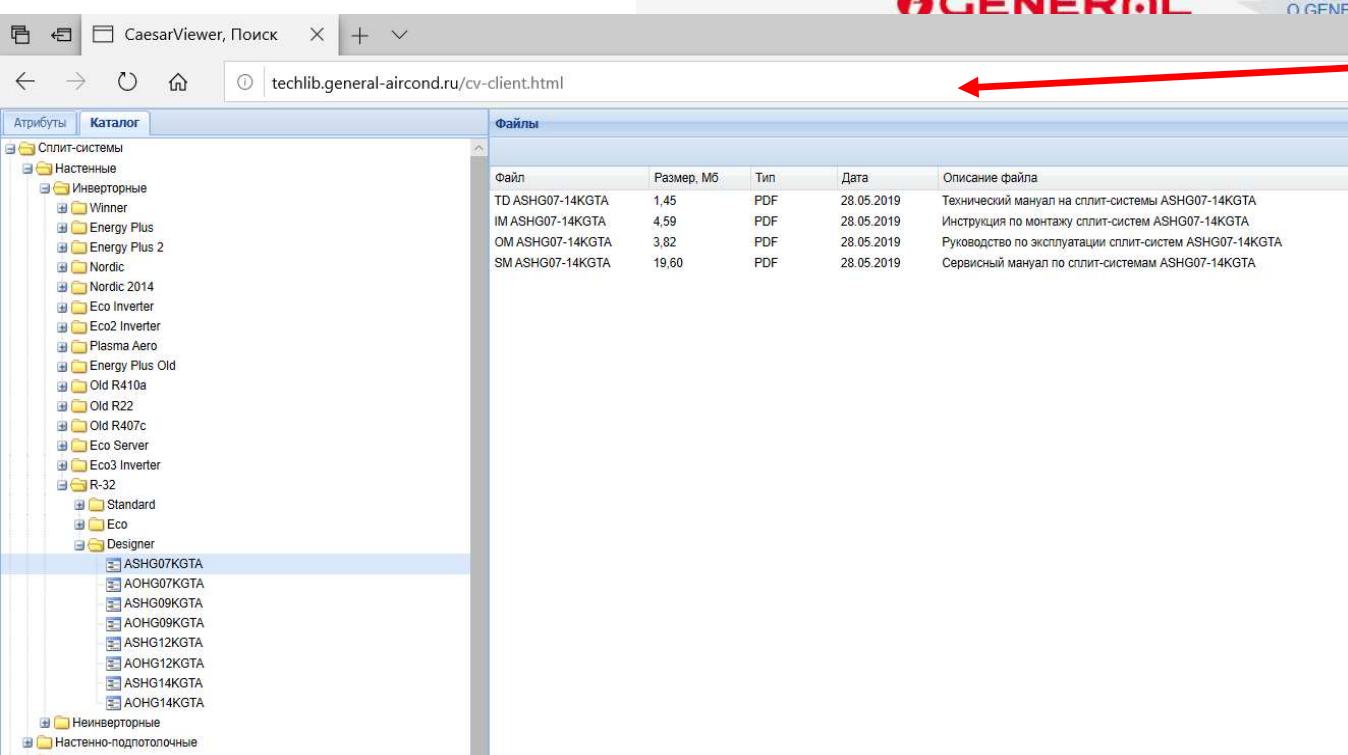 GENERAL
O GENE
CaesarViewer, Поиск
techlib.general-aircond.ru/cv-client.html
Атрибуты Каталог
Файлы
Сплит-системы
Настенные
Инверторные
Winner
Energy Plus
Energy Plus 2
Nordic
Nordic 2014
Eco Inverter
Eco2 Inverter
Plasma Aero
Energy Plus Old
Old R410a
Old R22
Old R407c
Eco Server
Eco3 Inverter
R-32
Standard
Eco
Designer
ASHG07KGTA
AOHG07KGTA
ASHG09KGTA
AOHG09KGTA
ASHG12KGTA
AOHG12KGTA
ASHG14KGTA
AOHG14KGTA
Неинверторные
Настенно-подпотолочные
Файл Размер, Мб Тип Дата Описание файла
TD ASHG07-14KGTA 1,45 PDF 28.05.2019 Технический мануал на сплит-системы ASHG07-14KGTA
IM ASHG07-14KGTA 4,59 PDF 28.05.2019 Инструкция по монтажу сплит-систем ASHG07-14KGTA
OM ASHG07-14KGTA 3,82 PDF 28.05.2019 Руководство по эксплуатации сплит-систем ASHG07-14KGTA
SM ASHG07-14KGTA 19,60 PDF 28.05.2019 Сервисный мануал по сплит-системам ASHG07-14KGTA